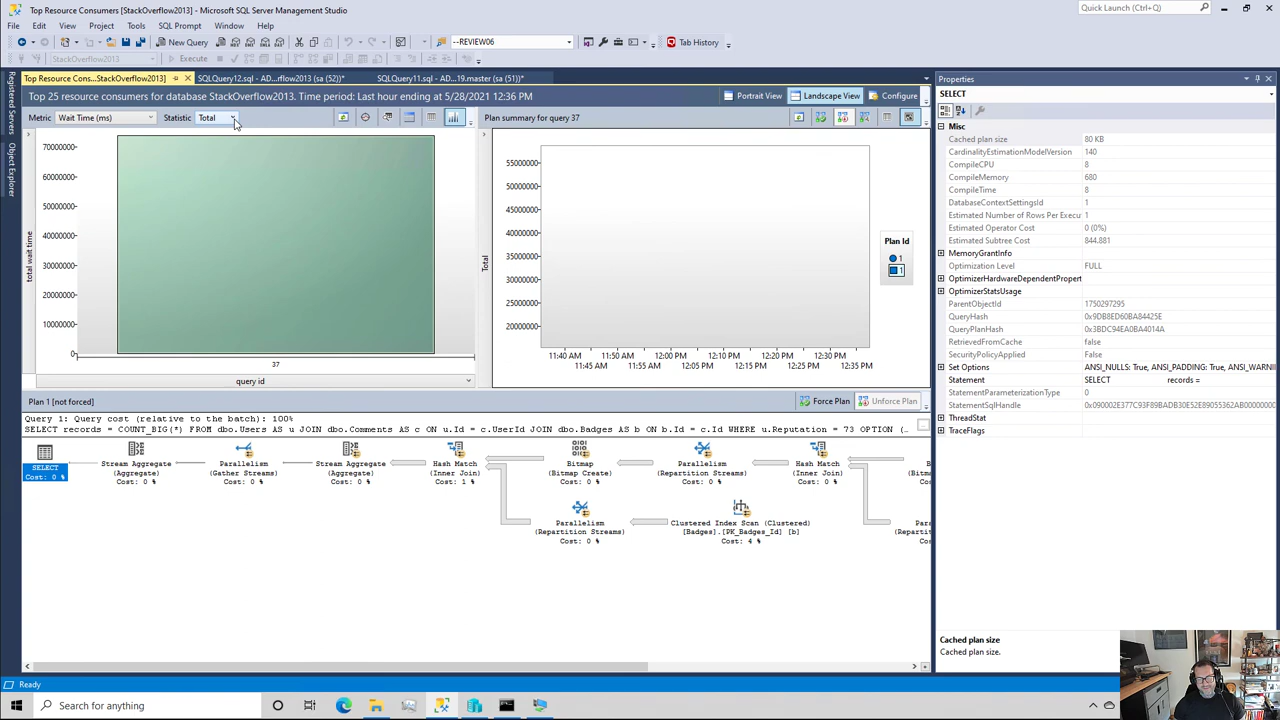 Top Resource Consumers [StackOverflow2013] - Microsoft SQL Server Management Studio
Quick Launch (Ctrl+Q)
File Edit View Project Tools SQL Prompt Window Help
New Query --REVIEW06 Tab History
StackOverflow2013 Execute
Top Resource Cons...StackOverflow2013] SQLQuery12.sql - AD...rflow2013 (sa (52))* SQLQuery11.sql - AD...19.master (sa (51))*
Top 25 resource consumers for database StackOverflow2013. Time period: Last hour ending at 5/28/2021 12:36 PM
Portrait View Landscape View Configure
Metric Wait Time (ms) Statistic Total
Plan summary for query 37
Registered Servers
Object Explorer
total wait time
70000000
60000000
50000000
40000000
30000000
20000000
10000000
0
37
query id
Total
55000000
50000000
45000000
40000000
35000000
30000000
25000000
20000000
11:40 AM 11:50 AM 12:00 PM 12:10 PM 12:20 PM 12:30 PM
11:45 AM 11:55 AM 12:05 PM 12:15 PM 12:25 PM 12:35 PM
Plan Id
1
1
Plan 1 [not forced]
Force Plan Unforce Plan
Query 1: Query cost (relative to the batch): 100%
SELECT records = COUNT_BIG(*) FROM dbo.Users AS u JOIN dbo.Comments AS c ON u.Id = c.UserId JOIN dbo.Badges AS b ON b.Id = c.Id WHERE u.Reputation = 73 OPTION (…
SELECT
Cost: 0 %
Stream Aggregate
(Aggregate)
Cost: 0 %
Parallelism
(Gather Streams)
Cost: 0 %
Stream Aggregate
(Aggregate)
Cost: 0 %
Hash Match
(Inner Join)
Cost: 1 %
Bitmap
(Bitmap Create)
Cost: 0 %
Parallelism
(Repartition Streams)
Cost: 0 %
Hash Match
(Inner Join)
Cost: 0 %
Parallelism
(Repartition Streams)
Cost: 0 %
Clustered Index Scan (Clustered)
[Badges].[PK_Badges_Id] [b]
Cost: 4 %
Properties
SELECT
Misc
Cached plan size 80 KB
CardinalityEstimationModelVersion 140
CompileCPU 8
CompileMemory 680
CompileTime 8
DatabaseContextSettingsId 1
Estimated Number of Rows Per Execu 1
Estimated Operator Cost 0 (0%)
Estimated Subtree Cost 844.881
MemoryGrantInfo
Optimization Level FULL
OptimizerHardwareDependentPropert
OptimizerStatsUsage
ParentObjectId 1750297295
QueryHash 0x9DB8ED60BA84425E
QueryPlanHash 0x3BDC94EA0BA4014A
RetrievedFromCache false
SecurityPolicyApplied False
Set Options ANSI_NULLS: True, ANSI_PADDING: True, ANSI_WARNI
Statement SELECT records =
StatementParameterizationType 0
StatementSqlHandle 0x090002E377C93F89BADB30E52E89055362AB00000000
ThreadStat
TraceFlags
Cached plan size
Cached plan size.
Ready
Search for anything